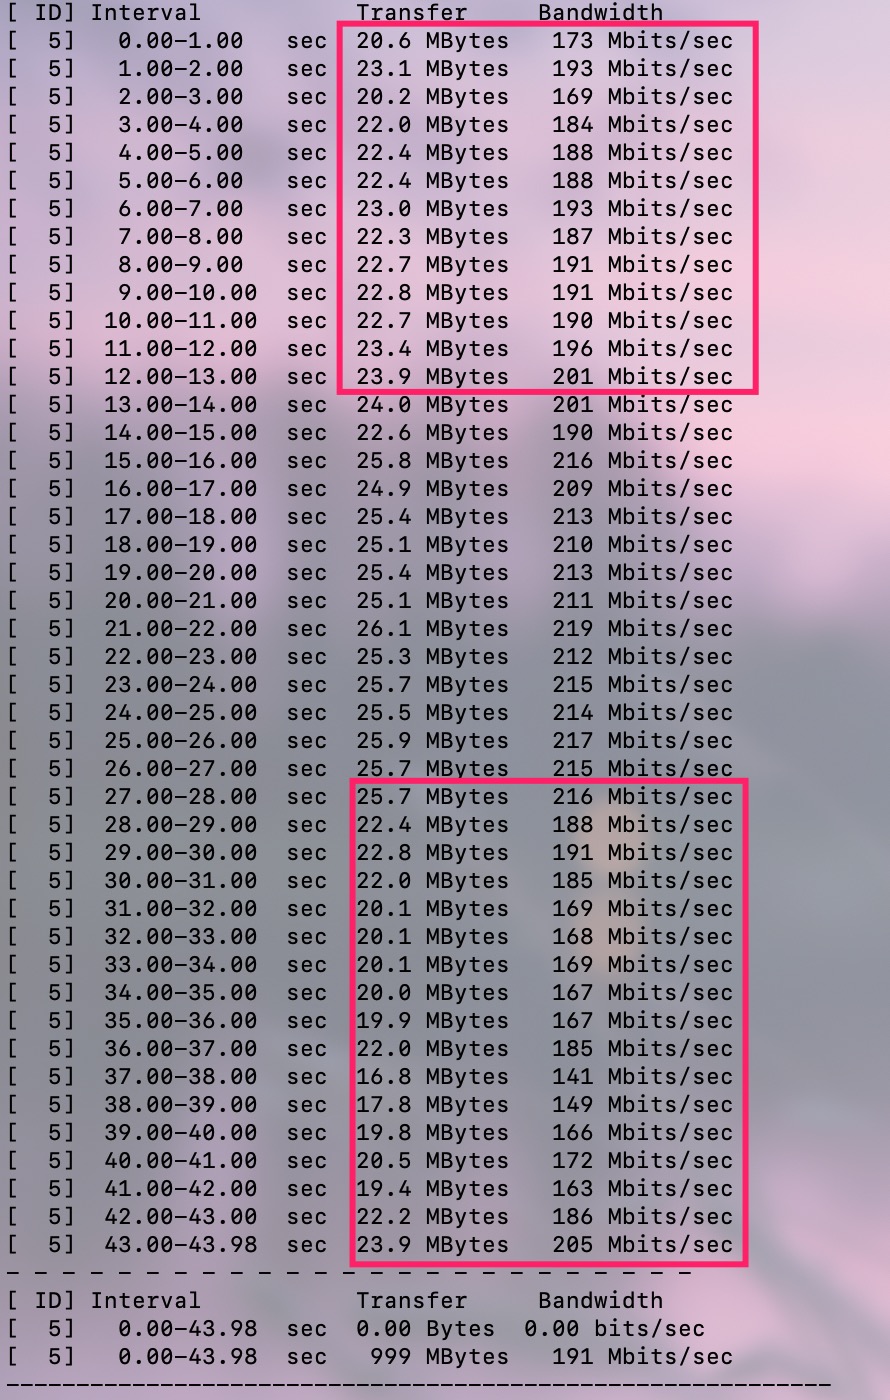 [ ID] Interval Transfer Bandwidth
[ 5] 0.00-1.00 sec 20.6 MBytes 173 Mbits/sec
[ 5] 1.00-2.00 sec 23.1 MBytes 193 Mbits/sec
[ 5] 2.00-3.00 sec 20.2 MBytes 169 Mbits/sec
[ 5] 3.00-4.00 sec 22.0 MBytes 184 Mbits/sec
[ 5] 4.00-5.00 sec 22.4 MBytes 188 Mbits/sec
[ 5] 5.00-6.00 sec 22.4 MBytes 188 Mbits/sec
[ 5] 6.00-7.00 sec 23.0 MBytes 193 Mbits/sec
[ 5] 7.00-8.00 sec 22.3 MBytes 187 Mbits/sec
[ 5] 8.00-9.00 sec 22.7 MBytes 191 Mbits/sec
[ 5] 9.00-10.00 sec 22.8 MBytes 191 Mbits/sec
[ 5] 10.00-11.00 sec 22.7 MBytes 190 Mbits/sec
[ 5] 11.00-12.00 sec 23.4 MBytes 196 Mbits/sec
[ 5] 12.00-13.00 sec 23.9 MBytes 201 Mbits/sec
[ 5] 13.00-14.00 sec 24.0 MBytes 201 Mbits/sec
[ 5] 14.00-15.00 sec 22.6 MBytes 190 Mbits/sec
[ 5] 15.00-16.00 sec 25.8 MBytes 216 Mbits/sec
[ 5] 16.00-17.00 sec 24.9 MBytes 209 Mbits/sec
[ 5] 17.00-18.00 sec 25.4 MBytes 213 Mbits/sec
[ 5] 18.00-19.00 sec 25.1 MBytes 210 Mbits/sec
[ 5] 19.00-20.00 sec 25.4 MBytes 213 Mbits/sec
[ 5] 20.00-21.00 sec 25.1 MBytes 211 Mbits/sec
[ 5] 21.00-22.00 sec 26.1 MBytes 219 Mbits/sec
[ 5] 22.00-23.00 sec 25.3 MBytes 212 Mbits/sec
[ 5] 23.00-24.00 sec 25.7 MBytes 215 Mbits/sec
[ 5] 24.00-25.00 sec 25.5 MBytes 214 Mbits/sec
[ 5] 25.00-26.00 sec 25.9 MBytes 217 Mbits/sec
[ 5] 26.00-27.00 sec 25.7 MBytes 215 Mbits/sec
[ 5] 27.00-28.00 sec 25.7 MBytes 216 Mbits/sec
[ 5] 28.00-29.00 sec 22.4 MBytes 188 Mbits/sec
[ 5] 29.00-30.00 sec 22.8 MBytes 191 Mbits/sec
[ 5] 30.00-31.00 sec 22.0 MBytes 185 Mbits/sec
[ 5] 31.00-32.00 sec 20.1 MBytes 169 Mbits/sec
[ 5] 32.00-33.00 sec 20.1 MBytes 168 Mbits/sec
[ 5] 33.00-34.00 sec 20.1 MBytes 169 Mbits/sec
[ 5] 34.00-35.00 sec 20.0 MBytes 167 Mbits/sec
[ 5] 35.00-36.00 sec 19.9 MBytes 167 Mbits/sec
[ 5] 36.00-37.00 sec 22.0 MBytes 185 Mbits/sec
[ 5] 37.00-38.00 sec 16.8 MBytes 141 Mbits/sec
[ 5] 38.00-39.00 sec 17.8 MBytes 149 Mbits/sec
[ 5] 39.00-40.00 sec 19.8 MBytes 166 Mbits/sec
[ 5] 40.00-41.00 sec 20.5 MBytes 172 Mbits/sec
[ 5] 41.00-42.00 sec 19.4 MBytes 163 Mbits/sec
[ 5] 42.00-43.00 sec 22.2 MBytes 186 Mbits/sec
[ 5] 43.00-43.98 sec 23.9 MBytes 205 Mbits/sec
- - - - - - - - - - - - - - - - - - - - - - - - -
[ ID] Interval Transfer Bandwidth
[ 5] 0.00-43.98 sec 0.00 Bytes 0.00 bits/sec
[ 5] 0.00-43.98 sec 999 MBytes 191 Mbits/sec
-----------------------------------------------------------